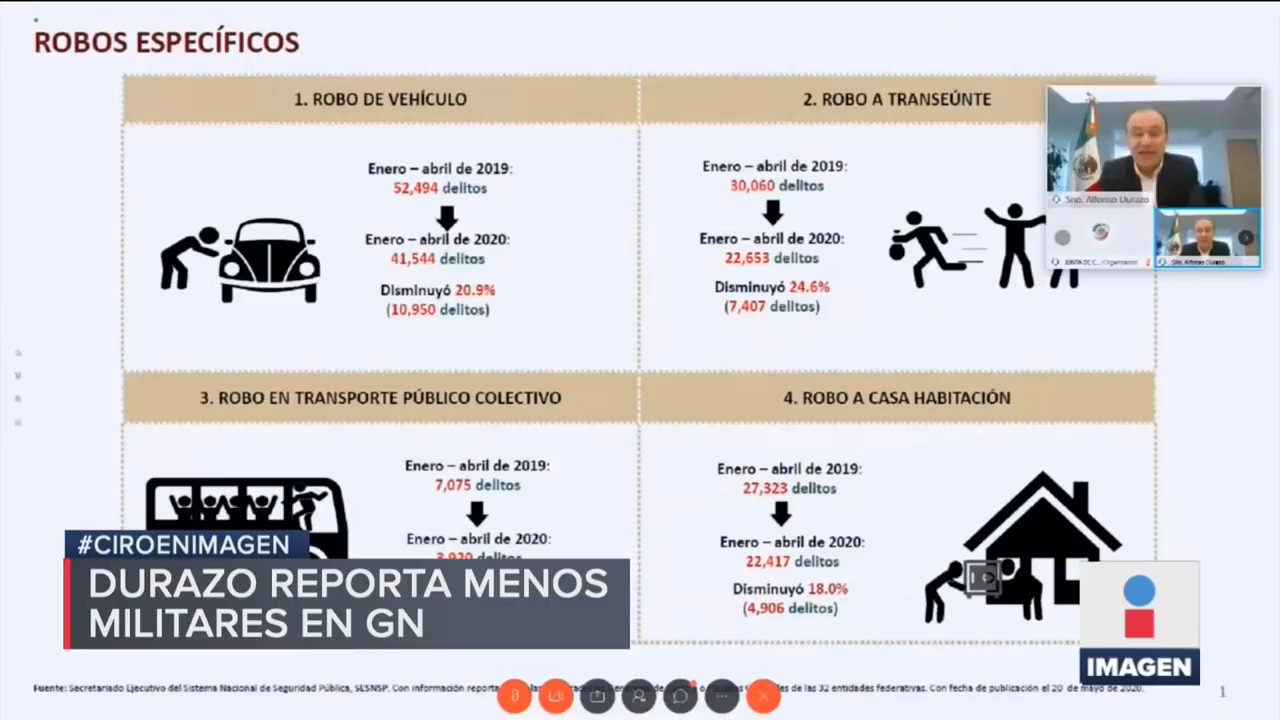 ROBOS ESPECÍFICOS
1. ROBO DE VEHÍCULO
Enero – abril de 2019:
52,494 delitos
Enero – abril de 2020:
41,544 delitos
Disminuyó 20.9%
(10,950 delitos)
2. ROBO A TRANSEÚNTE
Enero – abril de 2019:
30,060 delitos
Enero – abril de 2020:
22,653 delitos
Disminuyó 24.6%
(7,407 delitos)
Sno. Alfonso Durazo
Sno. Alfonso Durazo
3. ROBO EN TRANSPORTE PÚBLICO COLECTIVO
Enero – abril de 2019:
7,075 delitos
Enero – abril de 2020:
4. ROBO A CASA HABITACIÓN
Enero – abril de 2019:
27,323 delitos
Enero – abril de 2020:
22,417 delitos
Disminuyó 18.0%
(4,906 delitos)
#CIROENIMAGEN
DURAZO REPORTA MENOS
MILITARES EN GN
IMAGEN
Fuente: Secretariado Ejecutivo del Sistema Nacional de Seguridad Pública, SESNSP. Con información de las 32 entidades federativas. Con fecha de publicación el 20 de mayo de 2020.
1